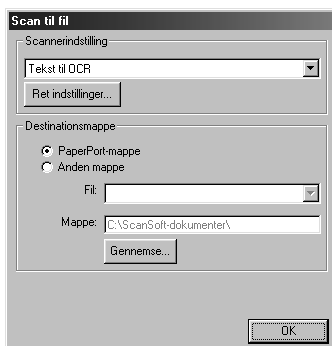 Scan til fil
Scannerindstilling
Tekst til OCR
Ret indstillinger...
Destinationsmappe
PaperPort-mappe
Anden mappe
Fil:
Mappe: C:\ScanSoft-dokumenter\
Gennemse...
OK